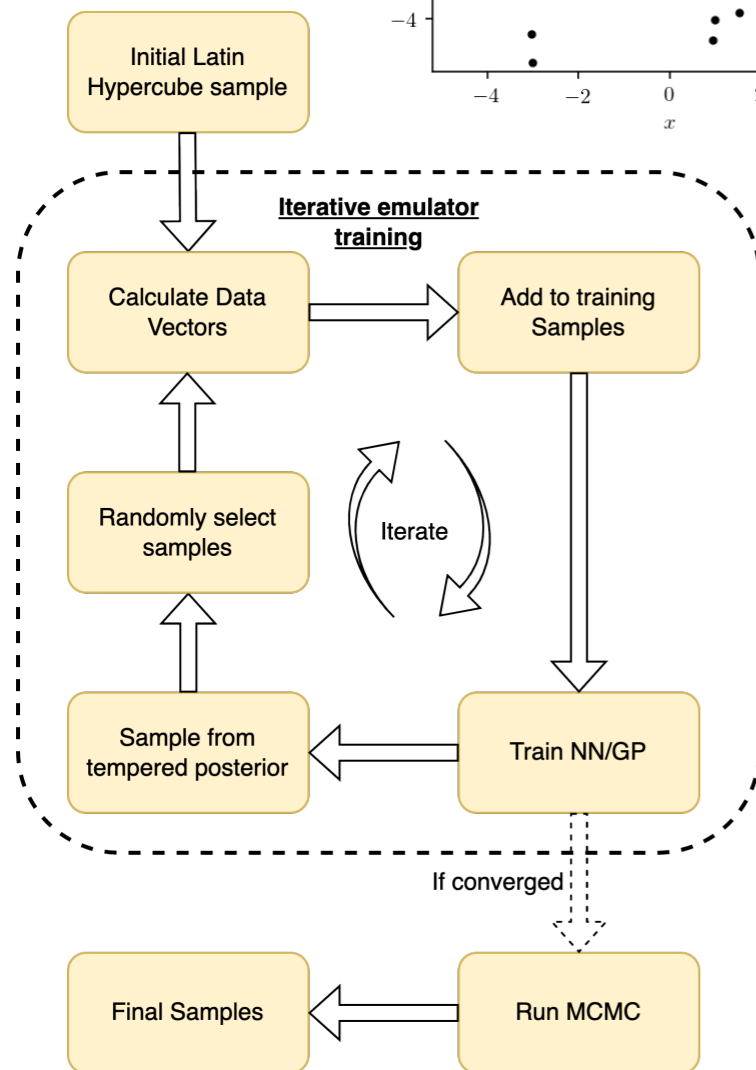 Initial Latin
Hypercube sample
−4
−4
−2
0
x
Iterative emulator
training
Calculate Data
Vectors
Add to training
Samples
Randomly select
samples
Iterate
Sample from
tempered posterior
Train NN/GP
If converged
Final Samples
Run MCMC